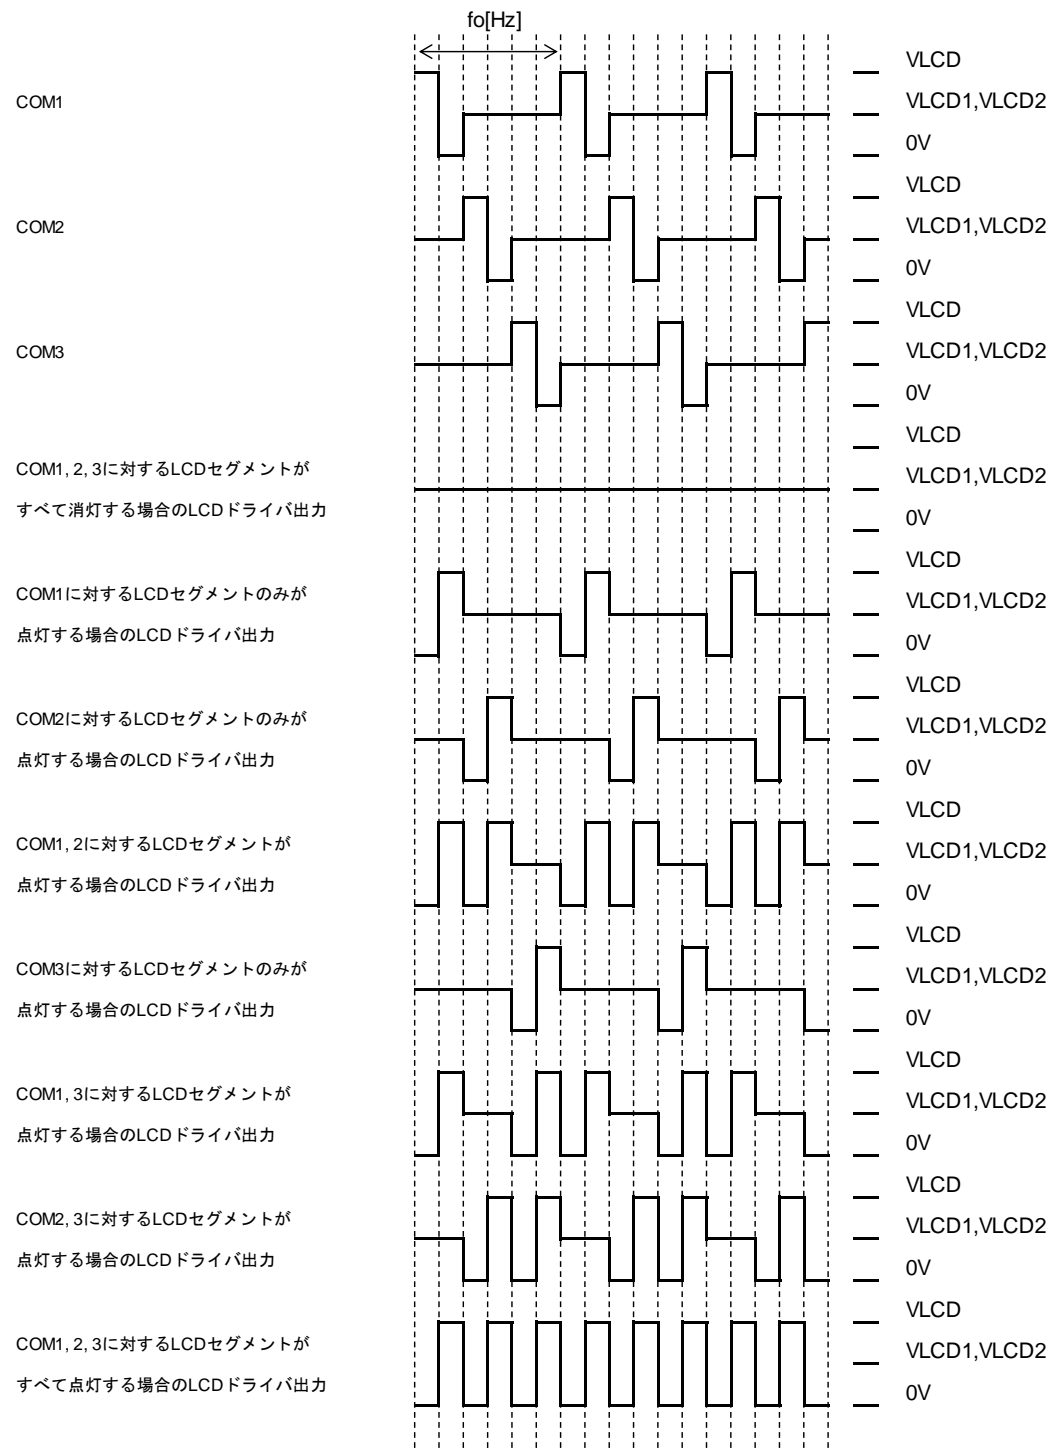 fo[Hz]
VLCD
COM1
VLCD1,VLCD2
0V
VLCD
COM2
VLCD1,VLCD2
0V
VLCD
COM3
VLCD1,VLCD2
0V
VLCD
COM1, 2, 3に対するLCDセグメントが
VLCD1,VLCD2
すべて消灯する場合のLCDドライバ出力
0V
VLCD
COM1に対するLCDセグメントのみが
VLCD1,VLCD2
点灯する場合のLCDドライバ出力
0V
VLCD
COM2に対するLCDセグメントのみが
VLCD1,VLCD2
点灯する場合のLCDドライバ出力
0V
VLCD
COM1, 2に対するLCDセグメントが
VLCD1,VLCD2
点灯する場合のLCDドライバ出力
0V
VLCD
COM3に対するLCDセグメントのみが
VLCD1,VLCD2
点灯する場合のLCDドライバ出力
0V
VLCD
COM1, 3に対するLCDセグメントが
VLCD1,VLCD2
点灯する場合のLCDドライバ出力
0V
VLCD
COM2, 3に対するLCDセグメントが
VLCD1,VLCD2
点灯する場合のLCDドライバ出力
0V
VLCD
COM1, 2, 3に対するLCDセグメントが
VLCD1,VLCD2
すべて点灯する場合のLCDドライバ出力
0V